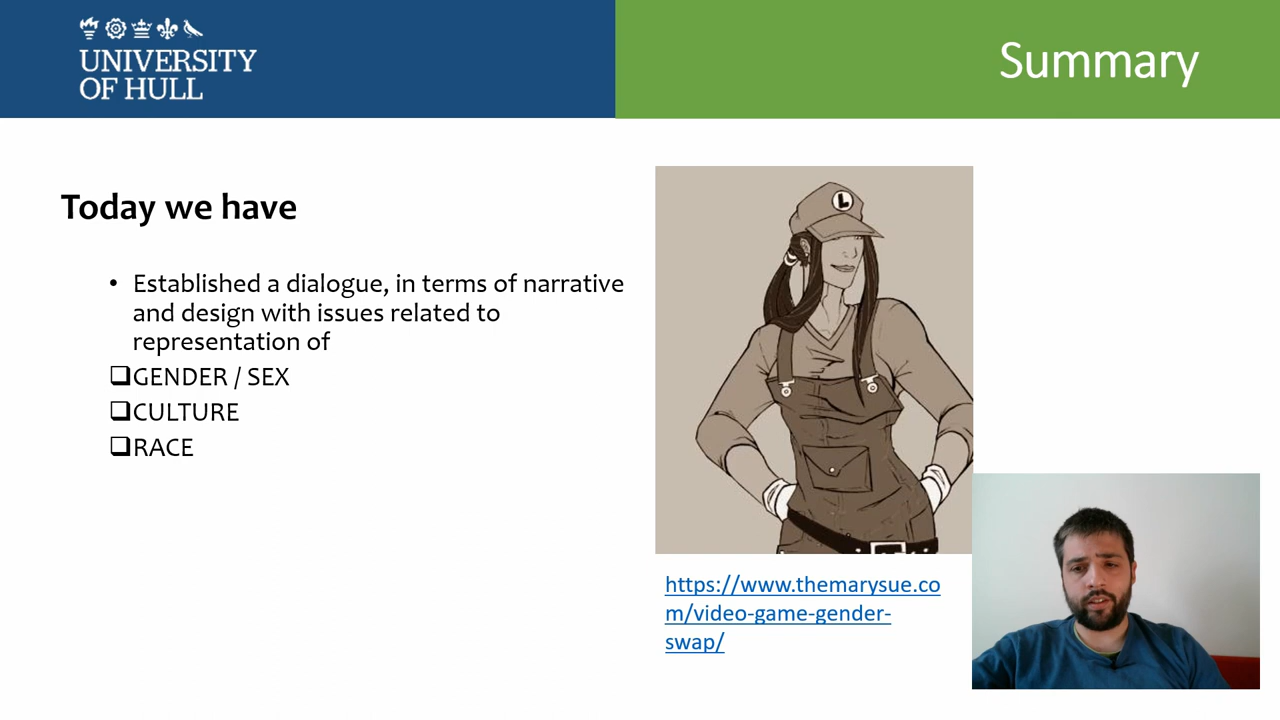 UNIVERSITY
OF HULL
Summary
Today we have
• Established a dialogue, in terms of narrative
and design with issues related to
representation of
❑GENDER / SEX
❑CULTURE
❑RACE
L
https://www.themarysue.co
m/video-game-gender-
swap/